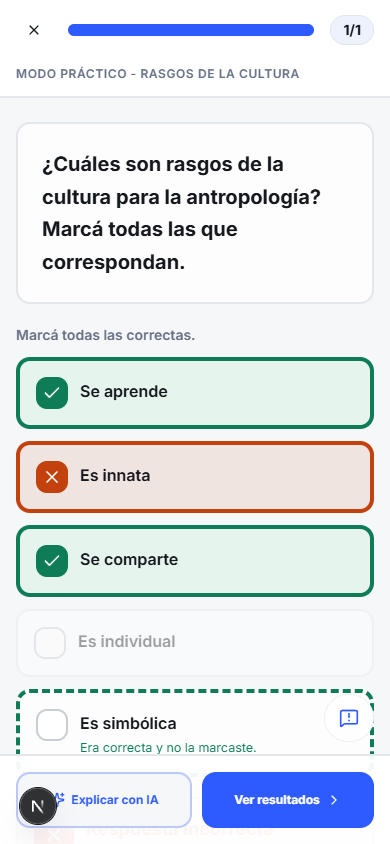 1/1
MODO PRÁCTICO - RASGOS DE LA CULTURA
¿Cuáles son rasgos de la
cultura para la antropología?
Marcá todas las que
correspondan.
Marcá todas las correctas.
Se aprende
Es innata
Se comparte
Es individual
Es simbólica
Era correcta y no la marcaste.
N
Explicar con IA
Ver resultados
Respuesta incorrecta